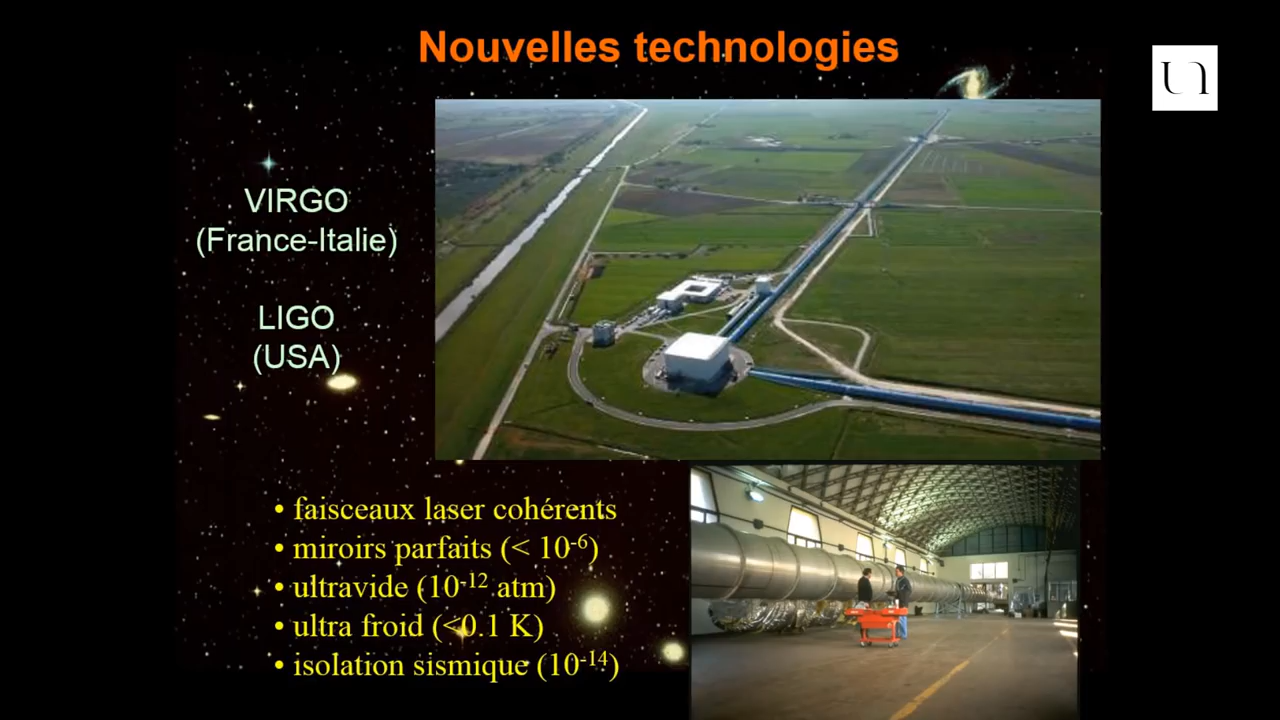 Nouvelles technologies
VIRGO
(France-Italie)
LIGO
(USA)
• faisceaux laser cohérents
• miroirs parfaits (< 10⁻⁶)
• ultravide (10⁻¹² atm)
• ultra froid (<0.1 K)
• isolation sismique (10⁻¹⁴)